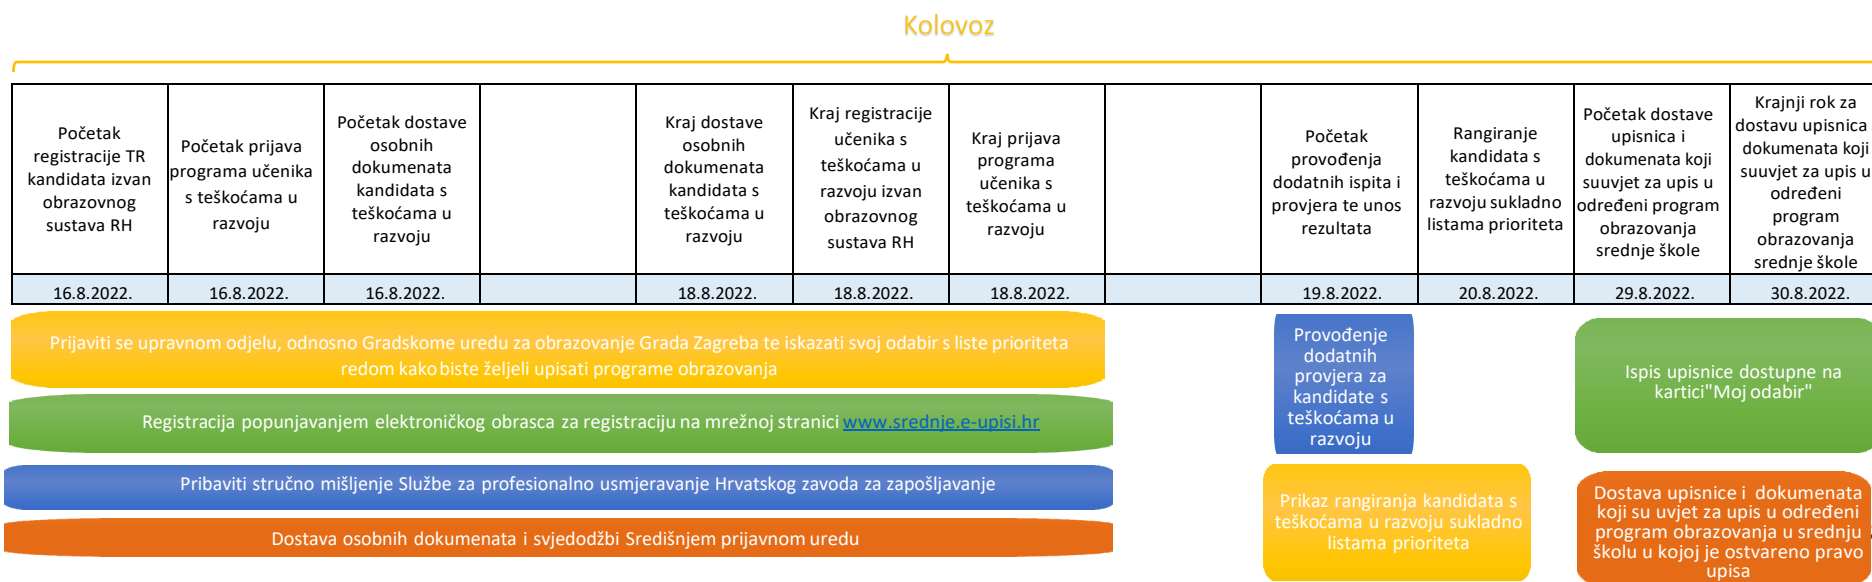 Kolovoz
Početak
registracije TR
kandidata izvan
obrazovnog
sustava RH
Početak prijava
programa učenika
s teškoćama u
razvoju
Početak dostave
osobnih
dokumenata
kandidata s
teškoćama u
razvoju
Kraj dostave
osobnih
dokumenata
kandidata s
teškoćama u
razvoju
Kraj registracije
učenika s
teškoćama u
razvoju izvan
obrazovnog
sustava RH
Kraj prijava
programa
učenika s
teškoćama u
razvoju
Početak
provođenja
dodatnih ispita i
provjera te unos
rezultata
Rangiranje
kandidata s
teškoćama u
razvoju sukladno
listama prioriteta
Početak dostave
upisnica i
dokumenata koji
suuvjet za upis u
određeni program
obrazovanja
srednje škole
Krajnji rok za
dostavu upisnica
dokumenata koji
suuvjet za upis u
određeni
program
obrazovanja
srednje škole
16.8.2022.
16.8.2022.
16.8.2022.
18.8.2022.
18.8.2022.
18.8.2022.
19.8.2022.
20.8.2022.
29.8.2022.
30.8.2022.
Prijaviti se upravnom odjelu, odnosno Gradskome uredu za obrazovanje Grada Zagreba te iskazati svoj odabir s liste prioriteta
redom kako biste željeli upisati programe obrazovanja
Registracija popunjavanjem elektroničkog obrasca za registraciju na mrežnoj stranici www.srednje.e-upisi.hr
Pribaviti stručno mišljenje Službe za profesionalno usmjeravanje Hrvatskog zavoda za zapošljavanje
Dostava osobnih dokumenata i svjedodžbi Središnjem prijavnom uredu
Provođenje
dodatnih
provjera za
kandidate s
teškoćama u
razvoju
Prikaz rangiranja kandidata s
teškoćama u razvoju sukladno
listama prioriteta
Ispis upisnice dostupne na
kartici"Moj odabir"
Dostava upisnice i dokumenata
koji su uvjet za upis u određeni
program obrazovanja u srednju
školu u kojoj je ostvareno pravo
upisa